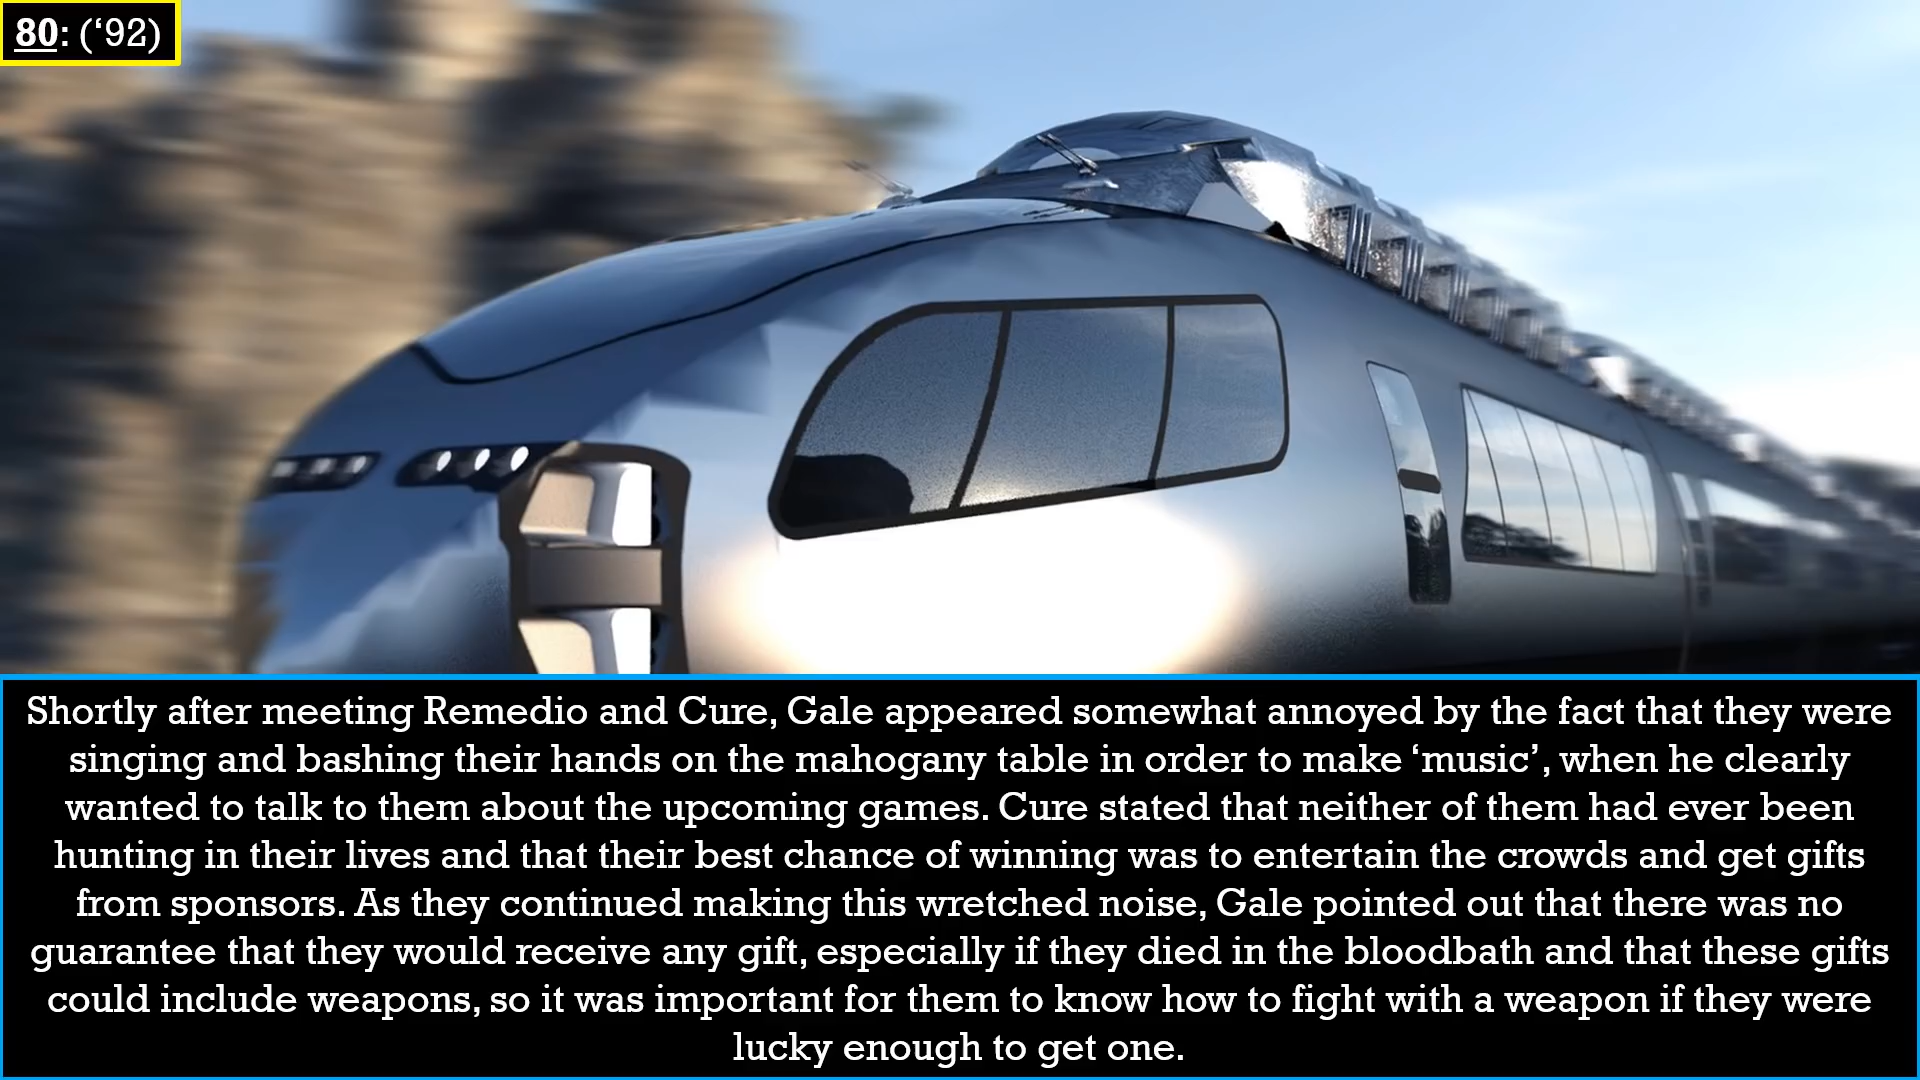 80: (‘92)
Shortly after meeting Remedio and Cure, Gale appeared somewhat annoyed by the fact that they were
singing and bashing their hands on the mahogany table in order to make ‘music’, when he clearly
wanted to talk to them about the upcoming games. Cure stated that neither of them had ever been
hunting in their lives and that their best chance of winning was to entertain the crowds and get gifts
from sponsors. As they continued making this wretched noise, Gale pointed out that there was no
guarantee that they would receive any gift, especially if they died in the bloodbath and that these gifts
could include weapons, so it was important for them to know how to fight with a weapon if they were
lucky enough to get one.